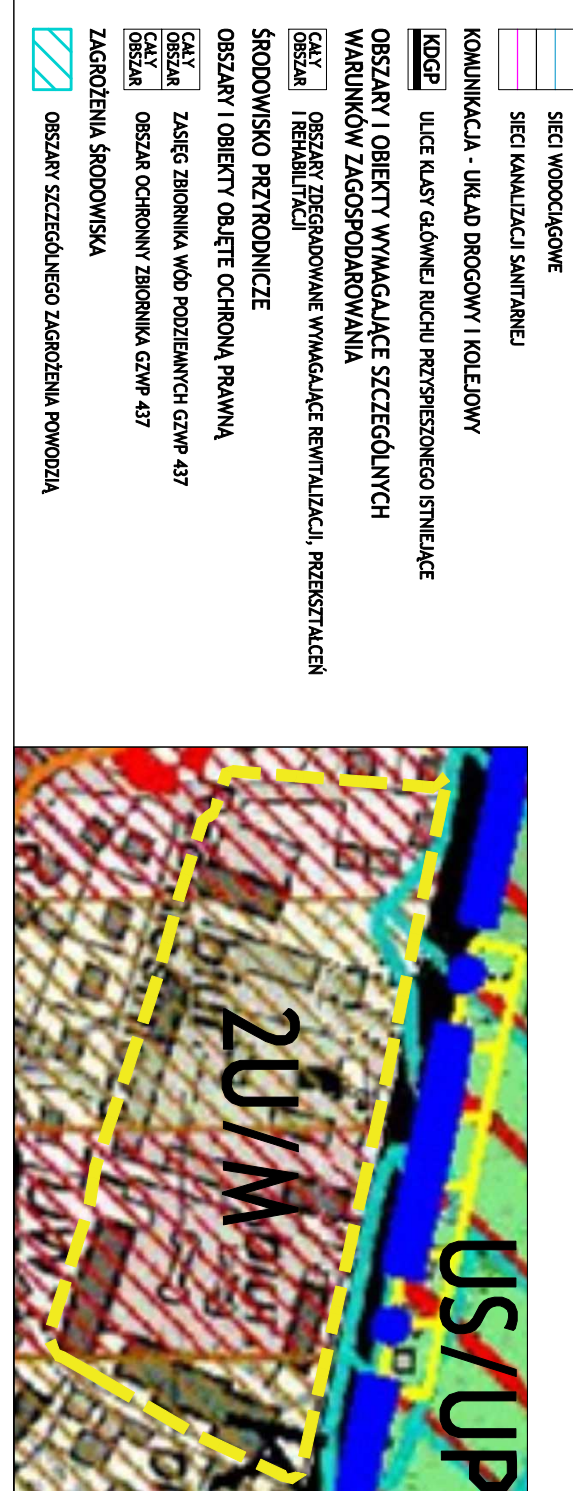 SIECI WODOCIĄGOWE
SIECI KANALIZACJI SANITARNEJ
KOMUNIKACJA - UKŁAD DROGOWY I KOLEJOWY
KDGP ULICE KLASY GŁÓWNEJ RUCHU PRZYSPIESZONEGO ISTNIEJĄCE
OBSZARY I OBIEKTY WYMAGAJĄCE SZCZEGÓLNYCH
WARUNKÓW ZAGOSPODAROWANIA
CAŁY OBSZAR OBSZARY ZDEGRADOWANE WYMAGAJĄCE REWITALIZACJI, PRZEKSZTAŁCEŃ
I REHABILITACJI
ŚRODOWISKO PRZYRODNICZE
OBSZARY I OBIEKTY OBJĘTE OCHRONĄ PRAWNĄ
CAŁY OBSZAR ZASIĘG ZBIORNIKA WÓD PODZIEMNYCH GZWP 437
CAŁY OBSZAR OBSZAR OCHRONNY ZBIORNIKA GZWP 437
ZAGROŻENIA ŚRODOWISKA
OBSZARY SZCZEGÓLNEGO ZAGROŻENIA POWODZIĄ
US/UP
2U/M